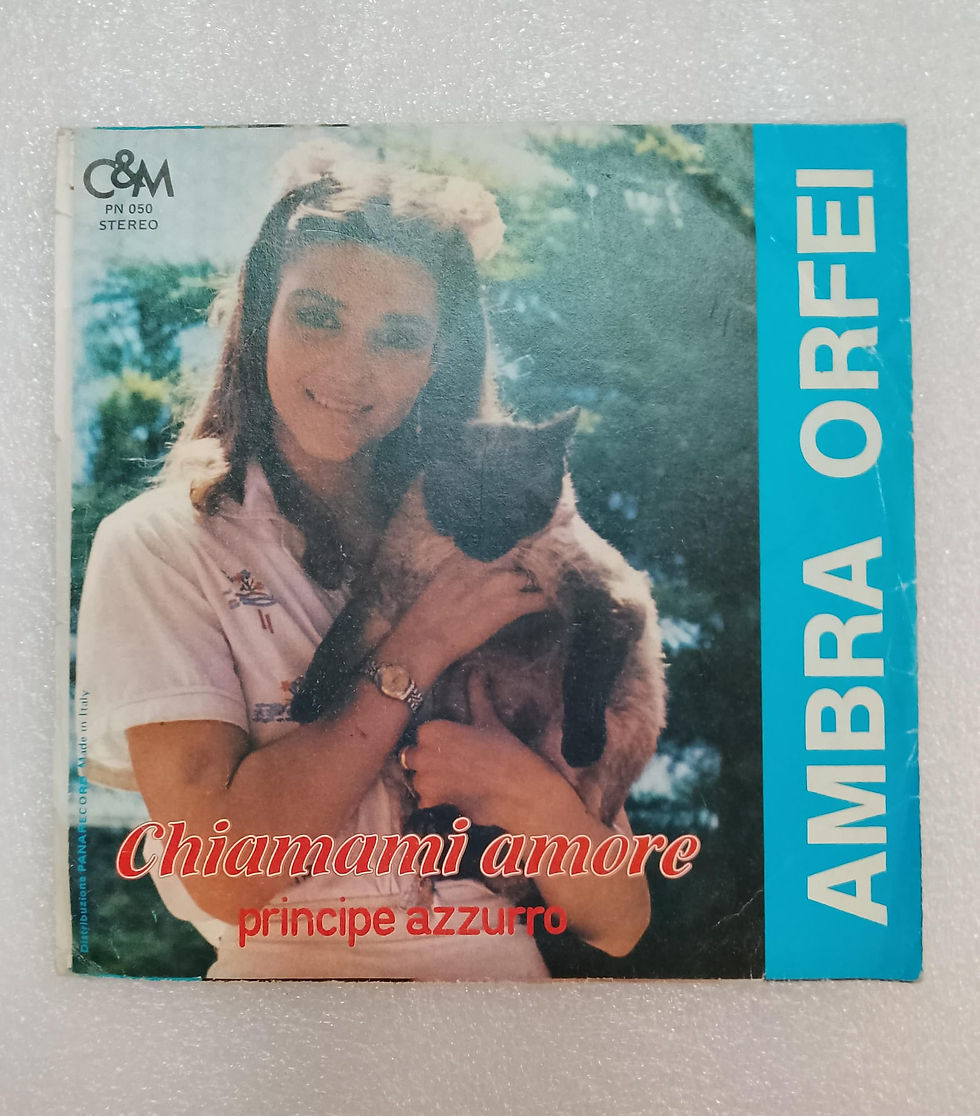 C&M
PN 050
STEREO
AMBRA ORFEI
Chiamami amore
principe azzurro
Distribuzione PANARECORD Made in Italy